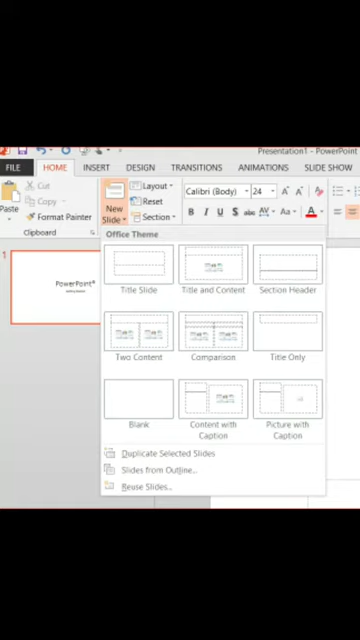 Presentation1 - PowerPoint
FILE HOME INSERT DESIGN TRANSITIONS ANIMATIONS SLIDE SHOW
Cut
Copy
Format Painter
Paste
Clipboard
New
Slide
Layout
Reset
Section
Calibri (Body) 24
B I U S abc AV Aa A
Office Theme
Title Slide
Title and Content
Section Header
Two Content
Comparison
Title Only
Blank
Content with
Caption
Picture with
Caption
Duplicate Selected Slides
Slides from Outline...
Reuse Slides...
1
PowerPoint